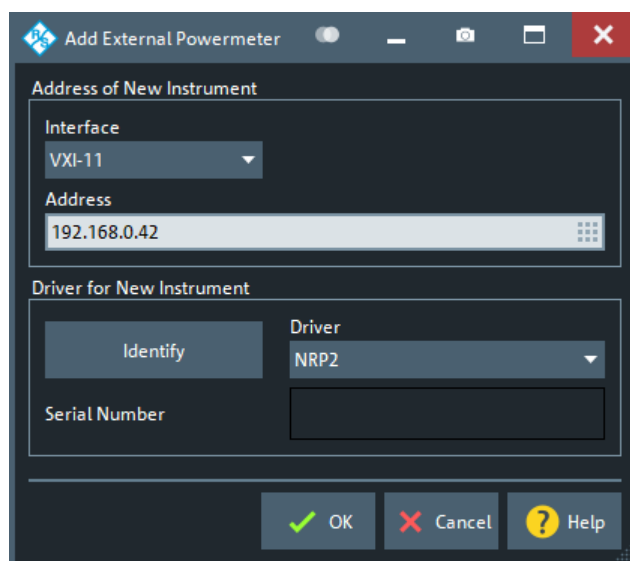 R&S Add External Powermeter
Address of New Instrument
Interface
VXI-11
Address
192.168.0.42
Driver for New Instrument
Identify
Driver
NRP2
Serial Number
OK
Cancel
? Help